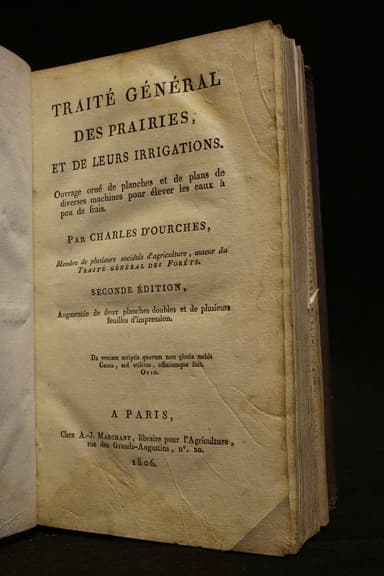 TRAITÉ GÉNÉRAL
DES PRAIRIES,
ET DE LEURS IRRIGATIONS.
Ouvrage orné de planches et de plans de
diverses machines pour élever les eaux à
peu de frais.
PAR CHARLES D'OURCHES,
Membre de plusieurs sociétés d'agriculture, auteur du
TRAITÉ GÉNÉRAL DES FORÊTS.
SECONDE ÉDITION,
Augmentée de deux planches doubles et de plusieurs
feuilles d'impression.
Da veniam scriptis quorum non gloria nobis
Causa, sed utilitas, officiumque fuit.
OVID.
A PARIS,
Chez A.-J. MARCHANT, libraire pour l'Agriculture,
rue des Grands-Augustins, n°. 20.
1806.